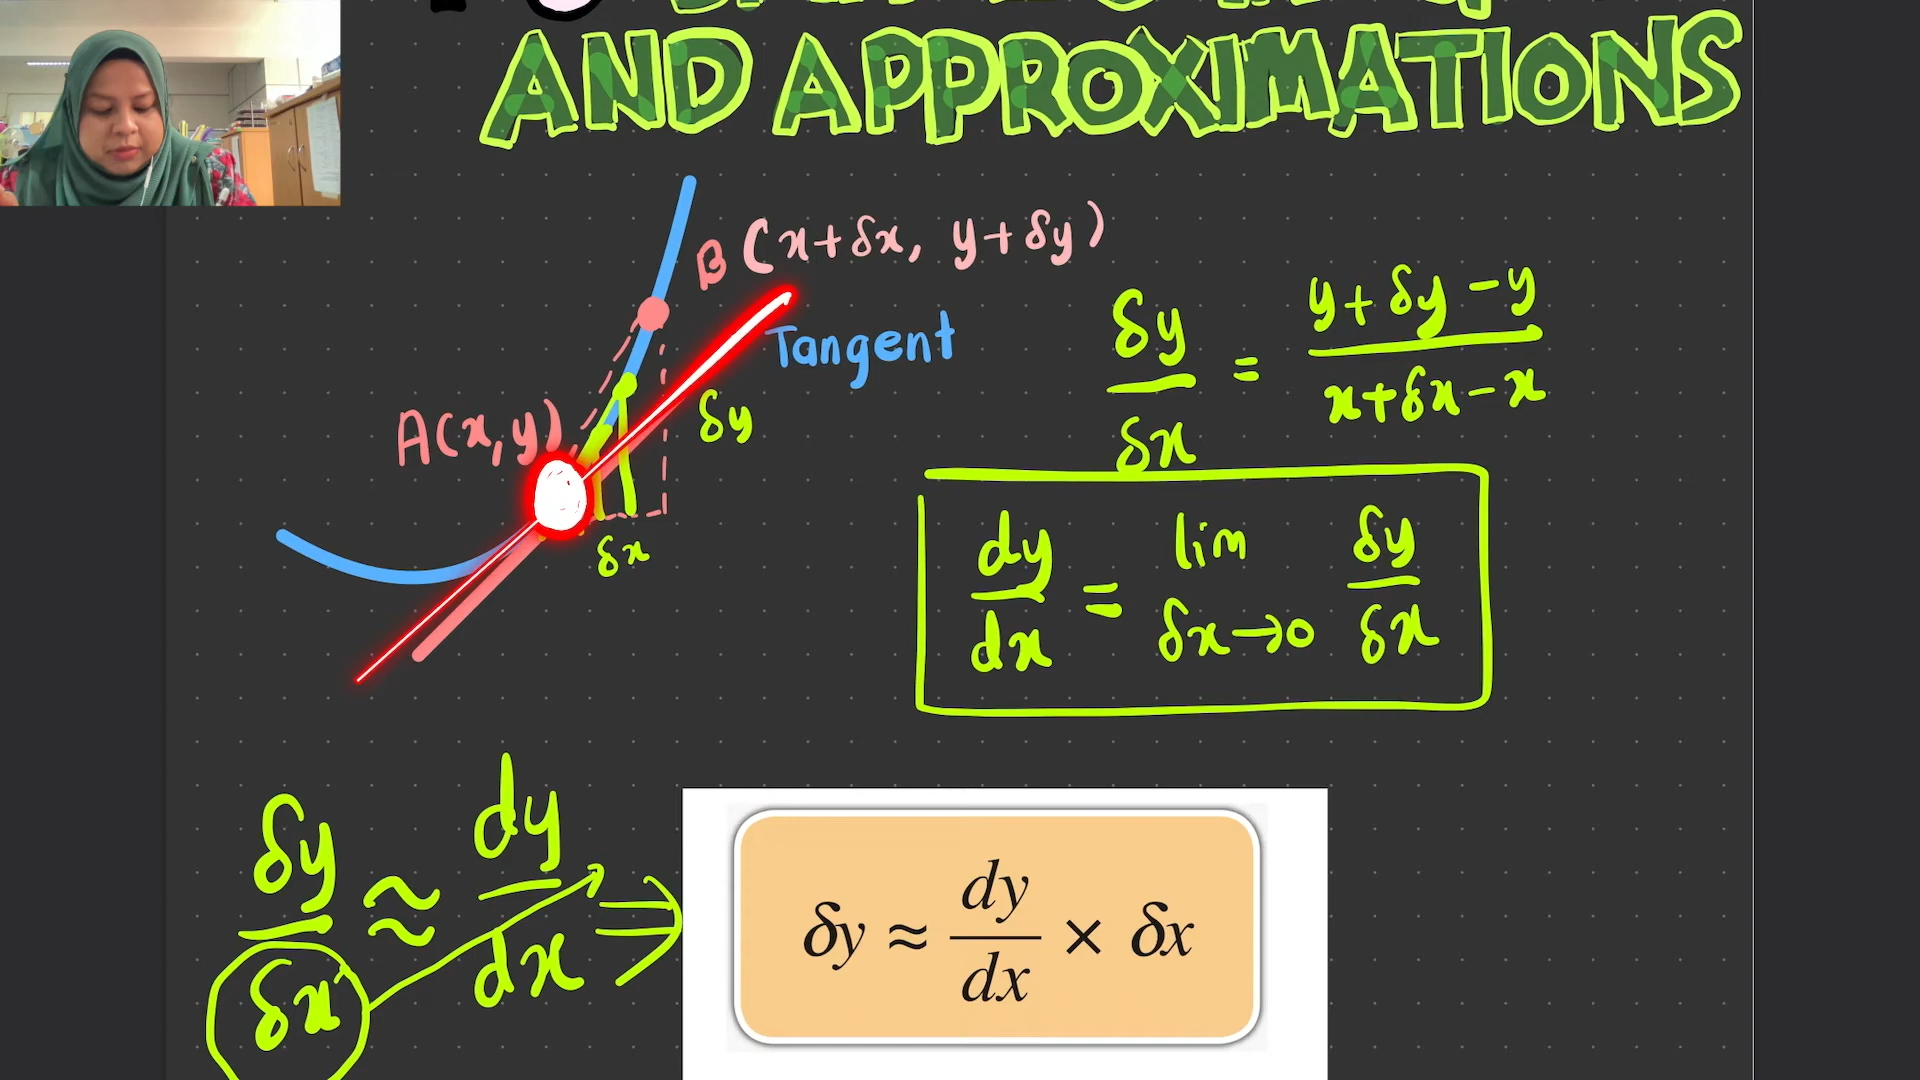 AND APPROXIMATIONS
B (x+δx, y+δy)
Tangent
A(x,y)
δy
δx
δy/δx = (y+δy-y)/(x+δx-x)
dy/dx = lim δx→0 δy/δx
δy/δx ≈ dy/dx ⇒
δy ≈ dy/dx × δx